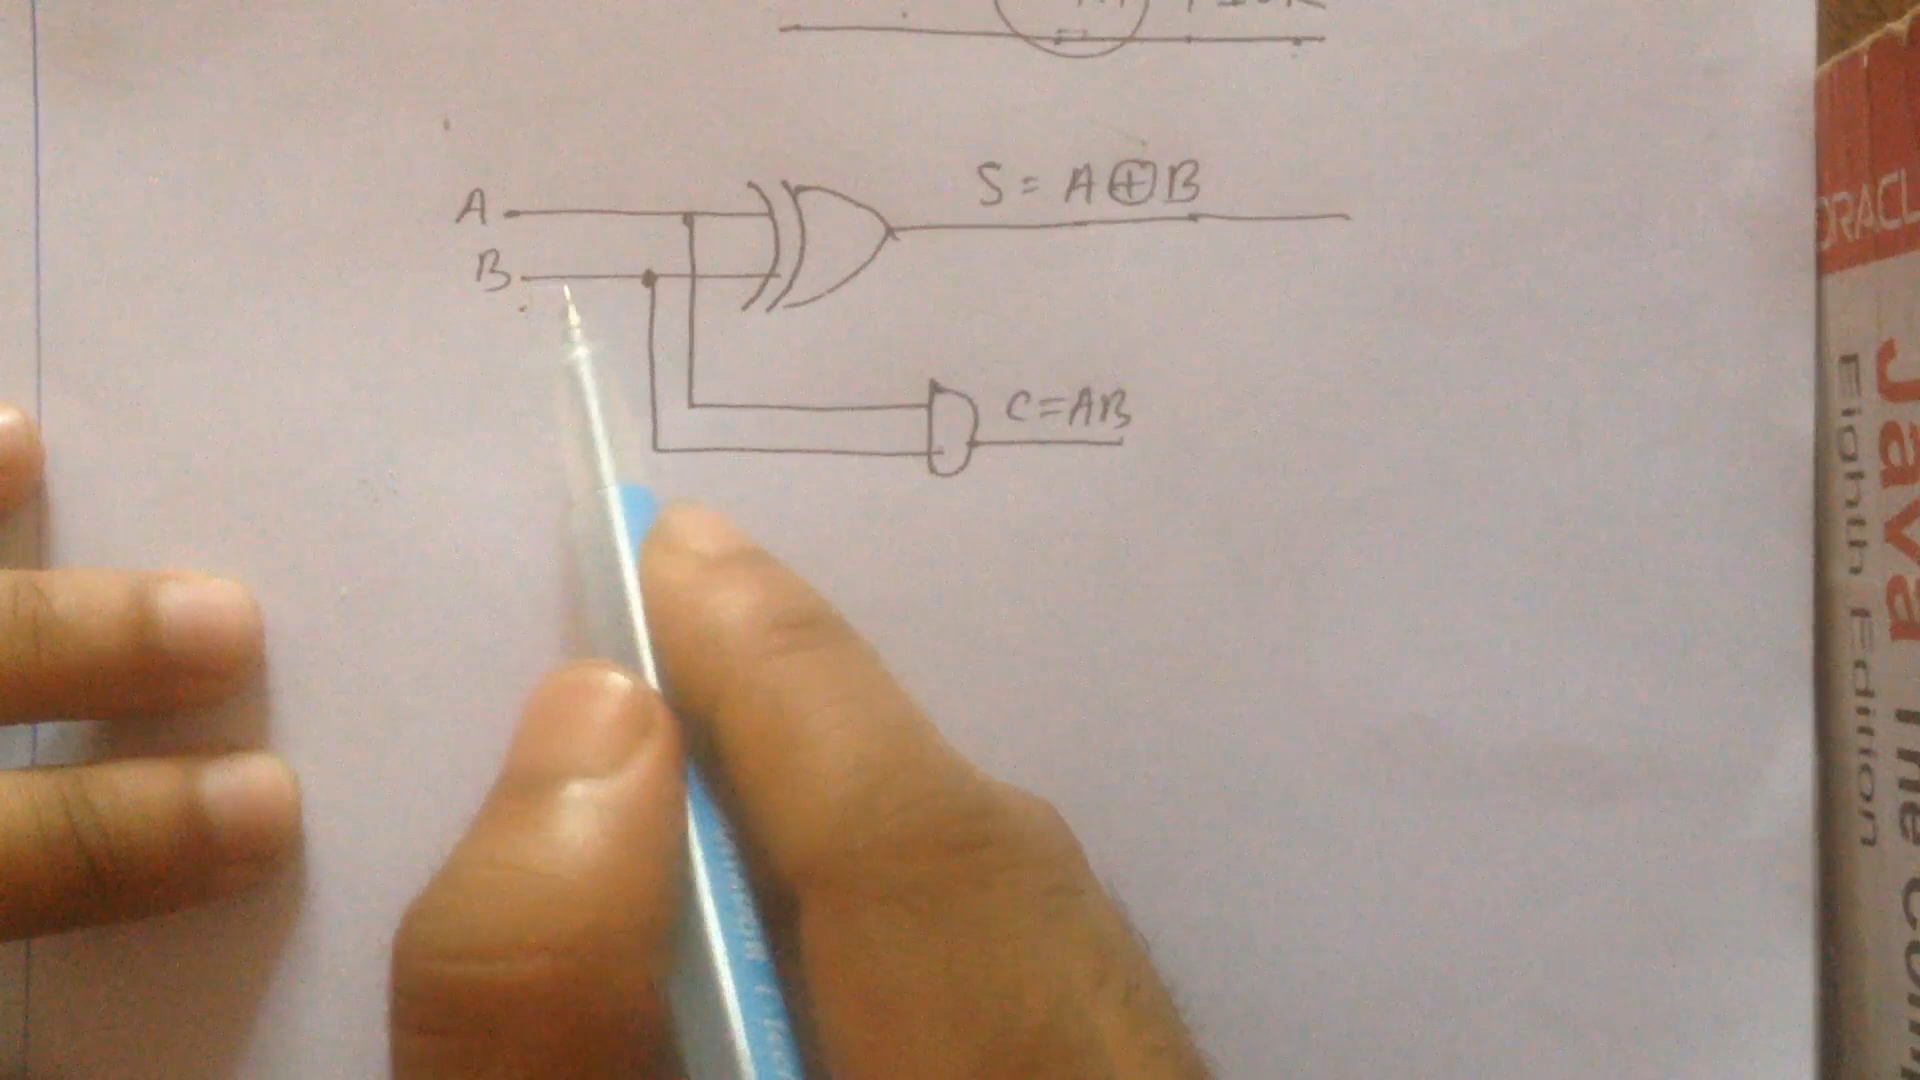 A
B
S = A ⊕ B
C = AB
ORACLE
Java The Com
Eighth Edition